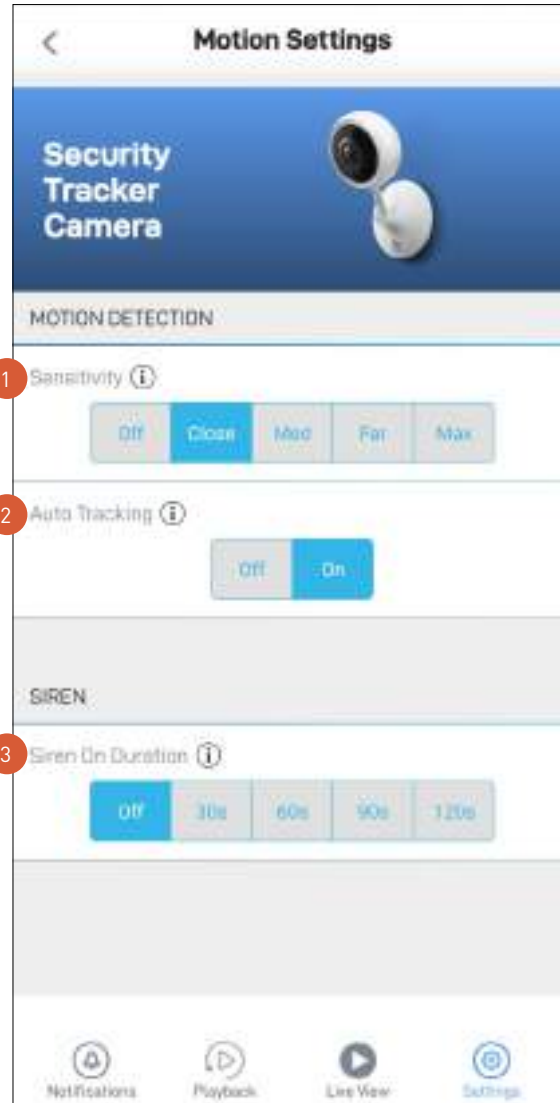 Motion Settings
Security
Tracker
Camera
MOTION DETECTION
1 Sensitivity
Off Close Med Far Max
2 Auto Tracking
Off On
SIREN
3 Siren On Duration
Off 30s 60s 90s 120s
Notifications Playback Live View Settings